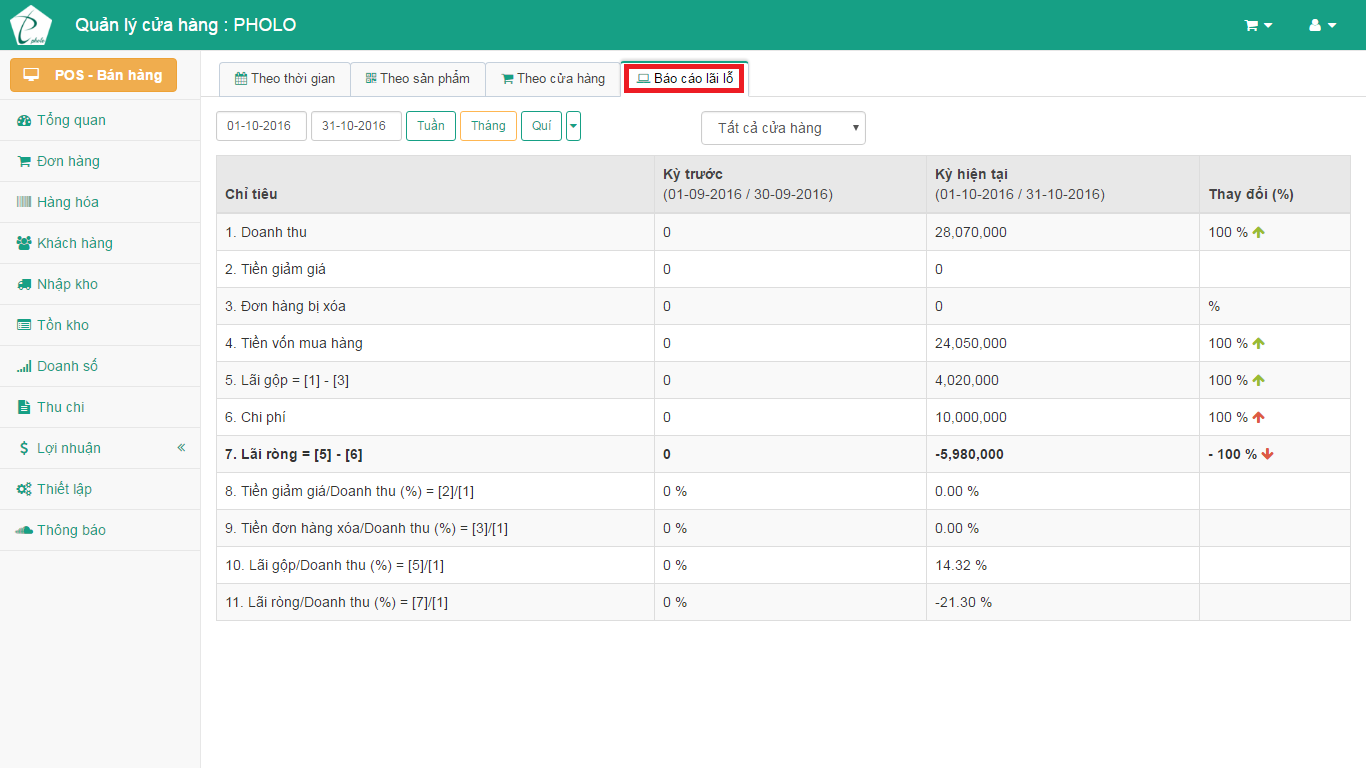 pholo
Quản lý cửa hàng : PHOLO
POS - Bán hàng
Tổng quan
Đơn hàng
Hàng hóa
Khách hàng
Nhập kho
Tồn kho
Doanh số
Thu chi
Lợi nhuận
Thiết lập
Thông báo
Theo thời gian Theo sản phẩm Theo cửa hàng Báo cáo lãi lỗ
01-10-2016 31-10-2016 Tuần Tháng Quí Tất cả cửa hàng
Chỉ tiêu Kỳ trước (01-09-2016 / 30-09-2016) Kỳ hiện tại (01-10-2016 / 31-10-2016) Thay đổi (%)
1. Doanh thu 0 28,070,000 100 %
2. Tiền giảm giá 0 0
3. Đơn hàng bị xóa 0 0 %
4. Tiền vốn mua hàng 0 24,050,000 100 %
5. Lãi gộp = [1] - [3] 0 4,020,000 100 %
6. Chi phí 0 10,000,000 100 %
7. Lãi ròng = [5] - [6] 0 -5,980,000 - 100 %
8. Tiền giảm giá/Doanh thu (%) = [2]/[1] 0 % 0.00 %
9. Tiền đơn hàng xóa/Doanh thu (%) = [3]/[1] 0 % 0.00 %
10. Lãi gộp/Doanh thu (%) = [5]/[1] 0 % 14.32 %
11. Lãi ròng/Doanh thu (%) = [7]/[1] 0 % -21.30 %